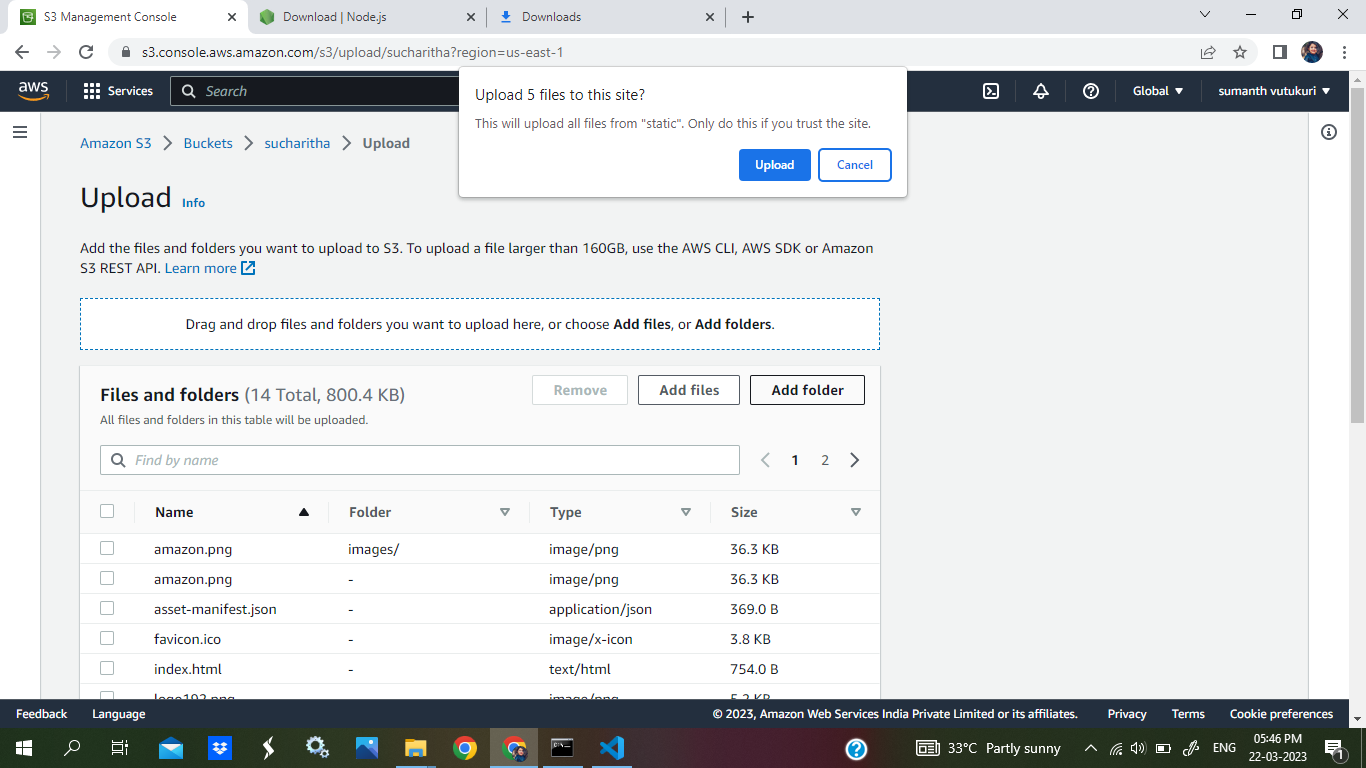 S3 Management Console
Download | Node.js
Downloads
s3.console.aws.amazon.com/s3/upload/sucharitha?region=us-east-1
aws
Services
Search
Global
sumanth vutukuri
Upload 5 files to this site?
This will upload all files from "static". Only do this if you trust the site.
Upload
Cancel
Amazon S3
Buckets
sucharitha
Upload
Upload
Info
Add the files and folders you want to upload to S3. To upload a file larger than 160GB, use the AWS CLI, AWS SDK or Amazon
S3 REST API. Learn more
Drag and drop files and folders you want to upload here, or choose Add files, or Add folders.
Files and folders (14 Total, 800.4 KB)
All files and folders in this table will be uploaded.
Remove
Add files
Add folder
Find by name
1
2
Name Folder Type Size
amazon.png images/ image/png 36.3 KB
amazon.png - image/png 36.3 KB
asset-manifest.json - application/json 369.0 B
favicon.ico - image/x-icon 3.8 KB
index.html - text/html 754.0 B
logo192.png image/png 5.2 KB
Feedback
Language
© 2023, Amazon Web Services India Private Limited or its affiliates.
Privacy
Terms
Cookie preferences
33°C Partly sunny
ENG
05:46 PM
22-03-2023
1